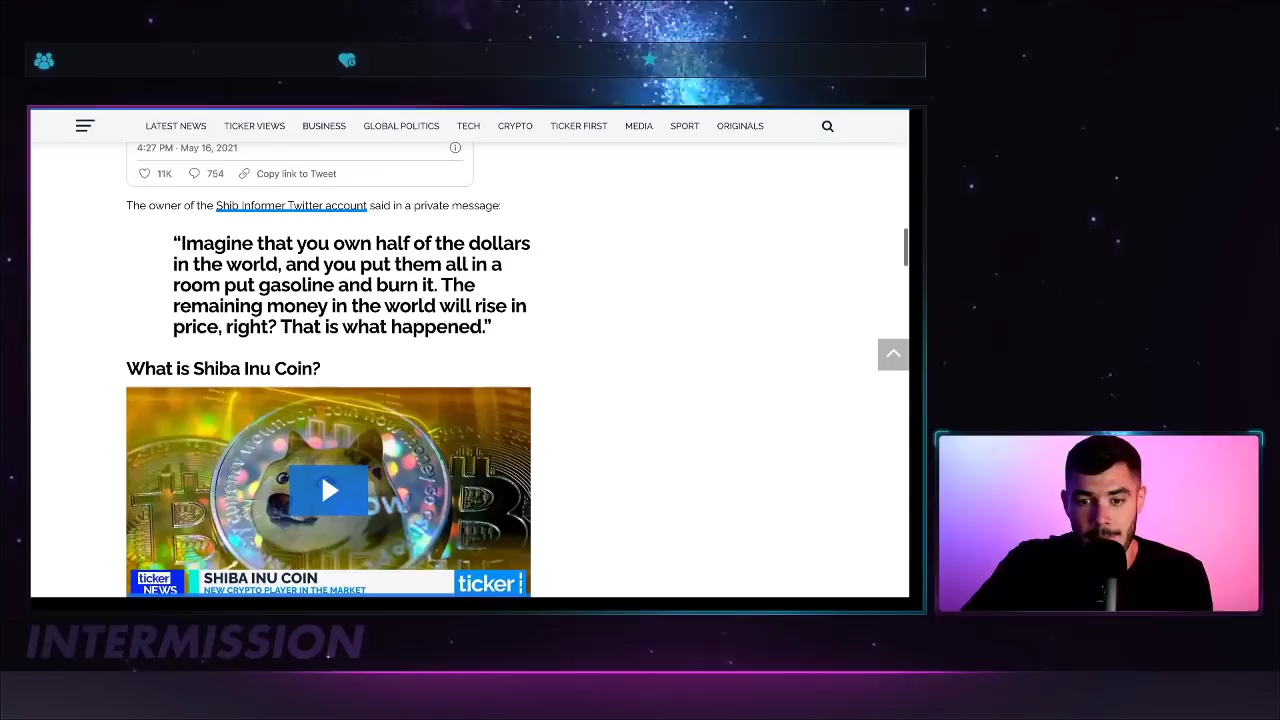 LATEST NEWS TICKER VIEWS BUSINESS GLOBAL POLITICS TECH CRYPTO TICKER FIRST MEDIA SPORT ORIGINALS
4:27 PM · May 16, 2021
11K 754 Copy link to Tweet
The owner of the Shib Informer Twitter account said in a private message:
“Imagine that you own half of the dollars
in the world, and you put them all in a
room put gasoline and burn it. The
remaining money in the world will rise in
price, right? That is what happened.”
What is Shiba Inu Coin?
ticker
NEWS
SHIBA INU COIN
NEW CRYPTO PLAYER IN THE MARKET
ticker
INTERMISSION